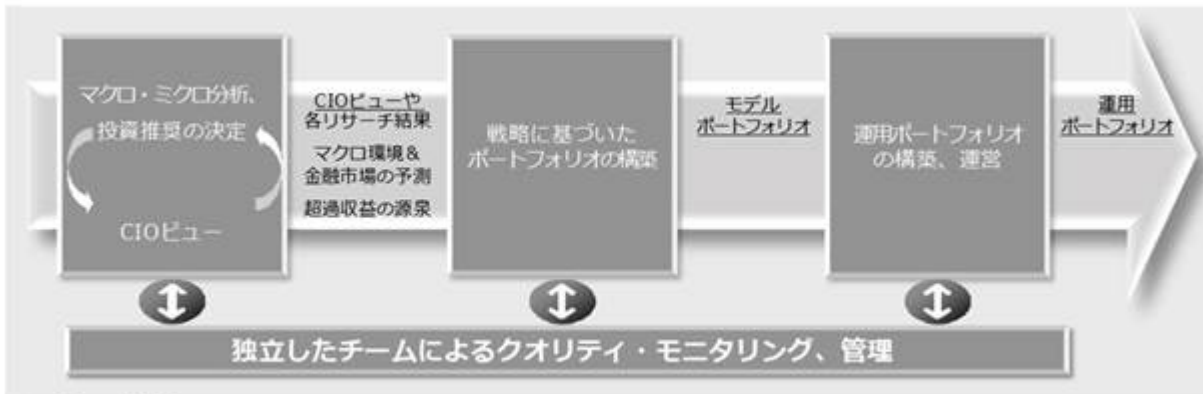 マクロ・ミクロ分析、
投資推奨の決定
CIOビュー
CIOビューや
各リサーチ結果
マクロ環境＆
金融市場の予測
超過収益の源泉
戦略に基づいた
ポートフォリオの構築
モデル
ポートフォリオ
運用ポートフォリオ
の構築、運営
運用
ポートフォリオ
独立したチームによるクオリティ・モニタリング、管理